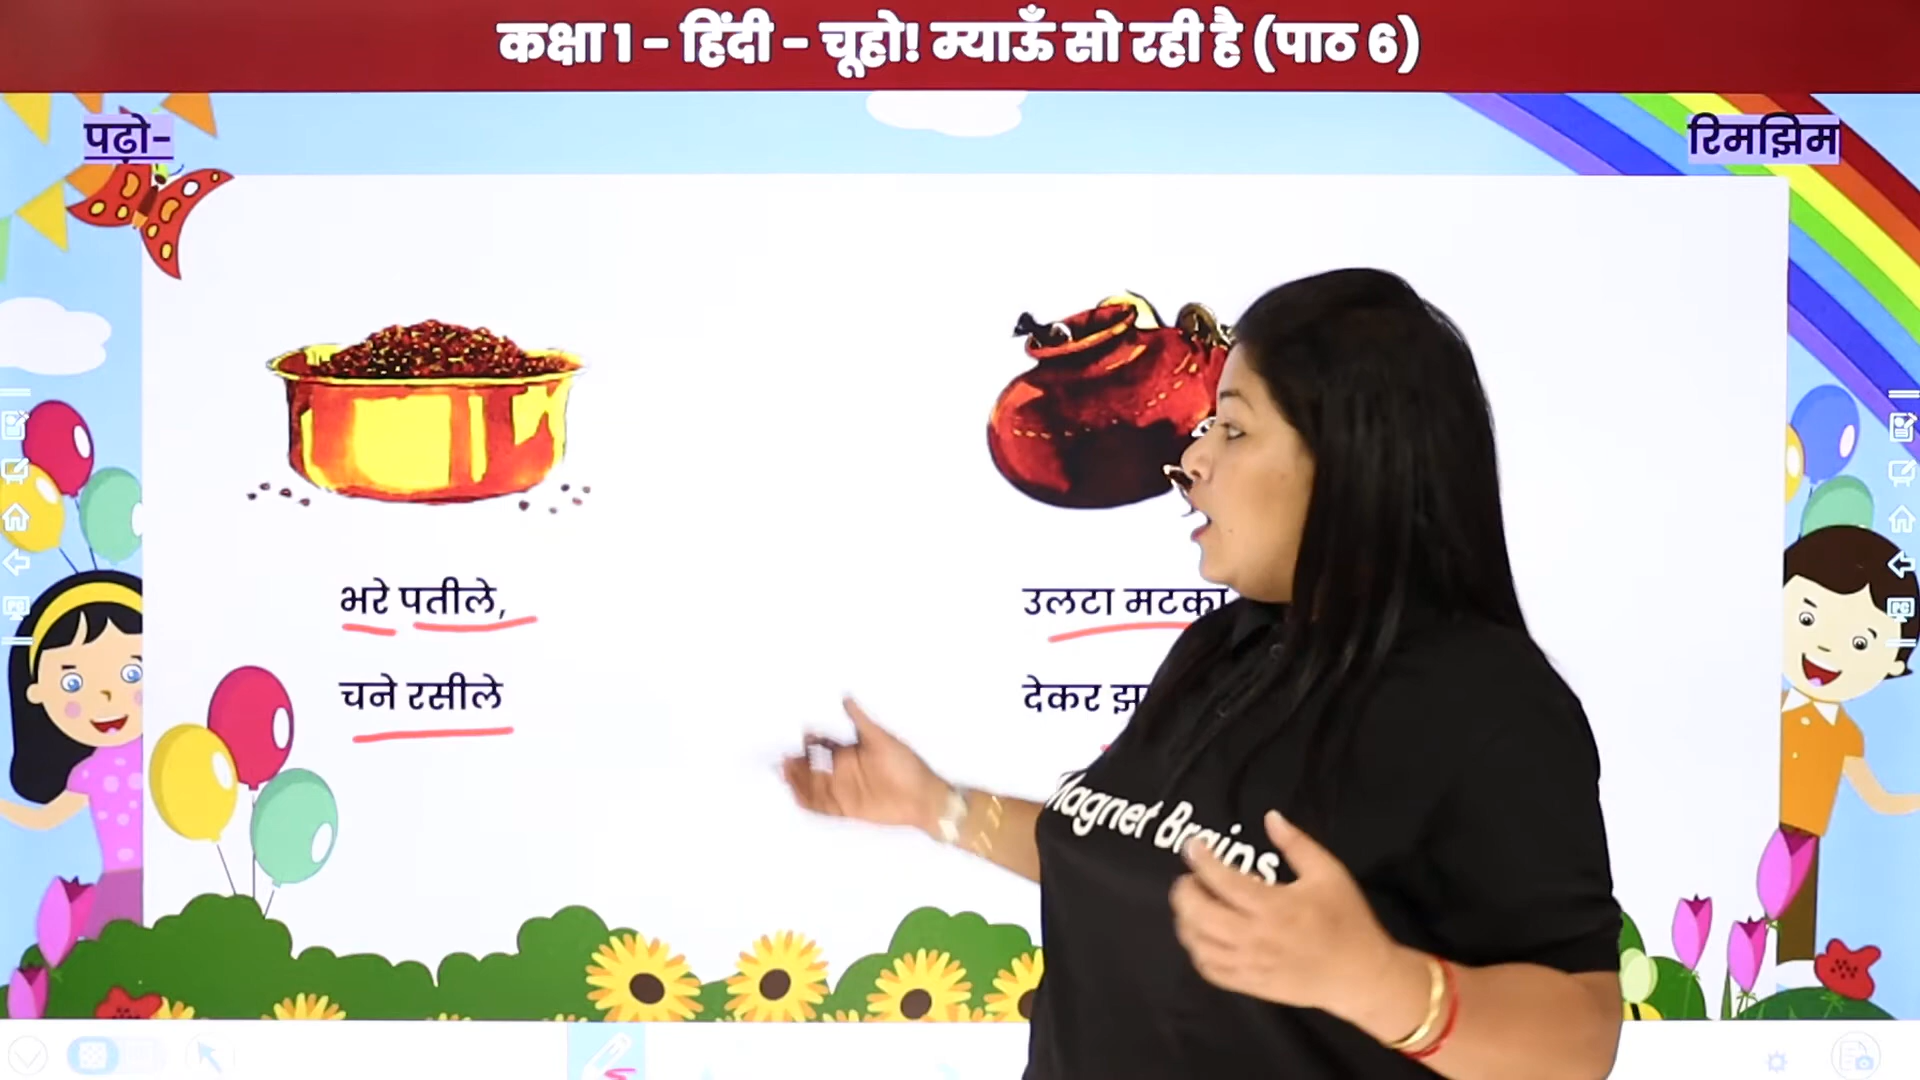 कक्षा 1 - हिंदी - चूहो! म्याऊँ सो रही है (पाठ 6)
पढ़ो-
रिमझिम
भरे पतीले,
चने रसीले
उलटा मटका
देकर
Magnet Brains